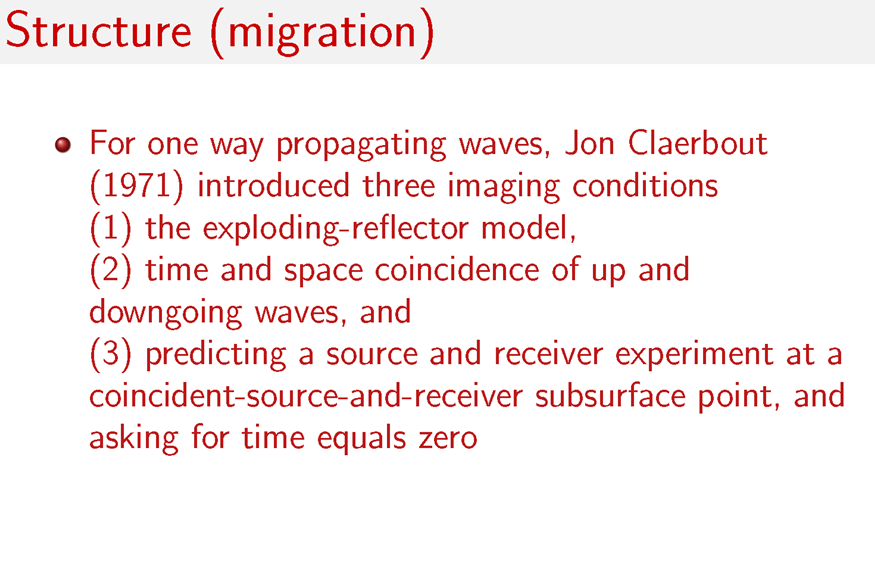 Structure (migration)
For one way propagating waves, Jon Claerbout
(1971) introduced three imaging conditions
(1) the exploding-reflector model,
(2) time and space coincidence of up and
downgoing waves, and
(3) predicting a source and receiver experiment at a
coincident-source-and-receiver subsurface point, and
asking for time equals zero